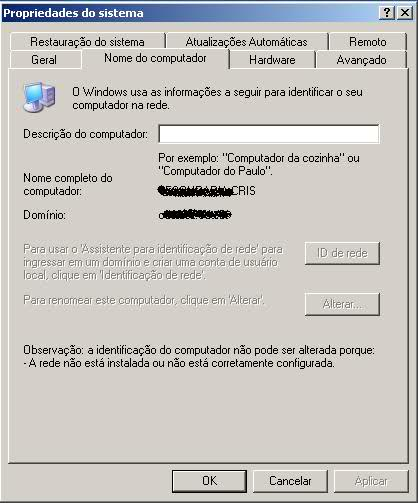 Propriedades do sistema
Restauração do sistema
Atualizações Automáticas
Remoto
Geral
Nome do computador
Hardware
Avançado
O Windows usa as informações a seguir para identificar o seu
computador na rede.
Descrição do computador:
Por exemplo: "Computador da cozinha" ou
"Computador do Paulo".
Nome completo do
computador:
CRIS
Domínio:
Para usar o 'Assistente para identificação de rede' para
ingressar em um domínio e criar uma conta de usuário
local, clique em 'Identificação de rede'.
ID de rede
Para renomear este computador, clique em 'Alterar'.
Alterar...
Observação: a identificação do computador não pode ser alterada porque:
- A rede não está instalada ou não está corretamente configurada.
OK
Cancelar
Aplicar